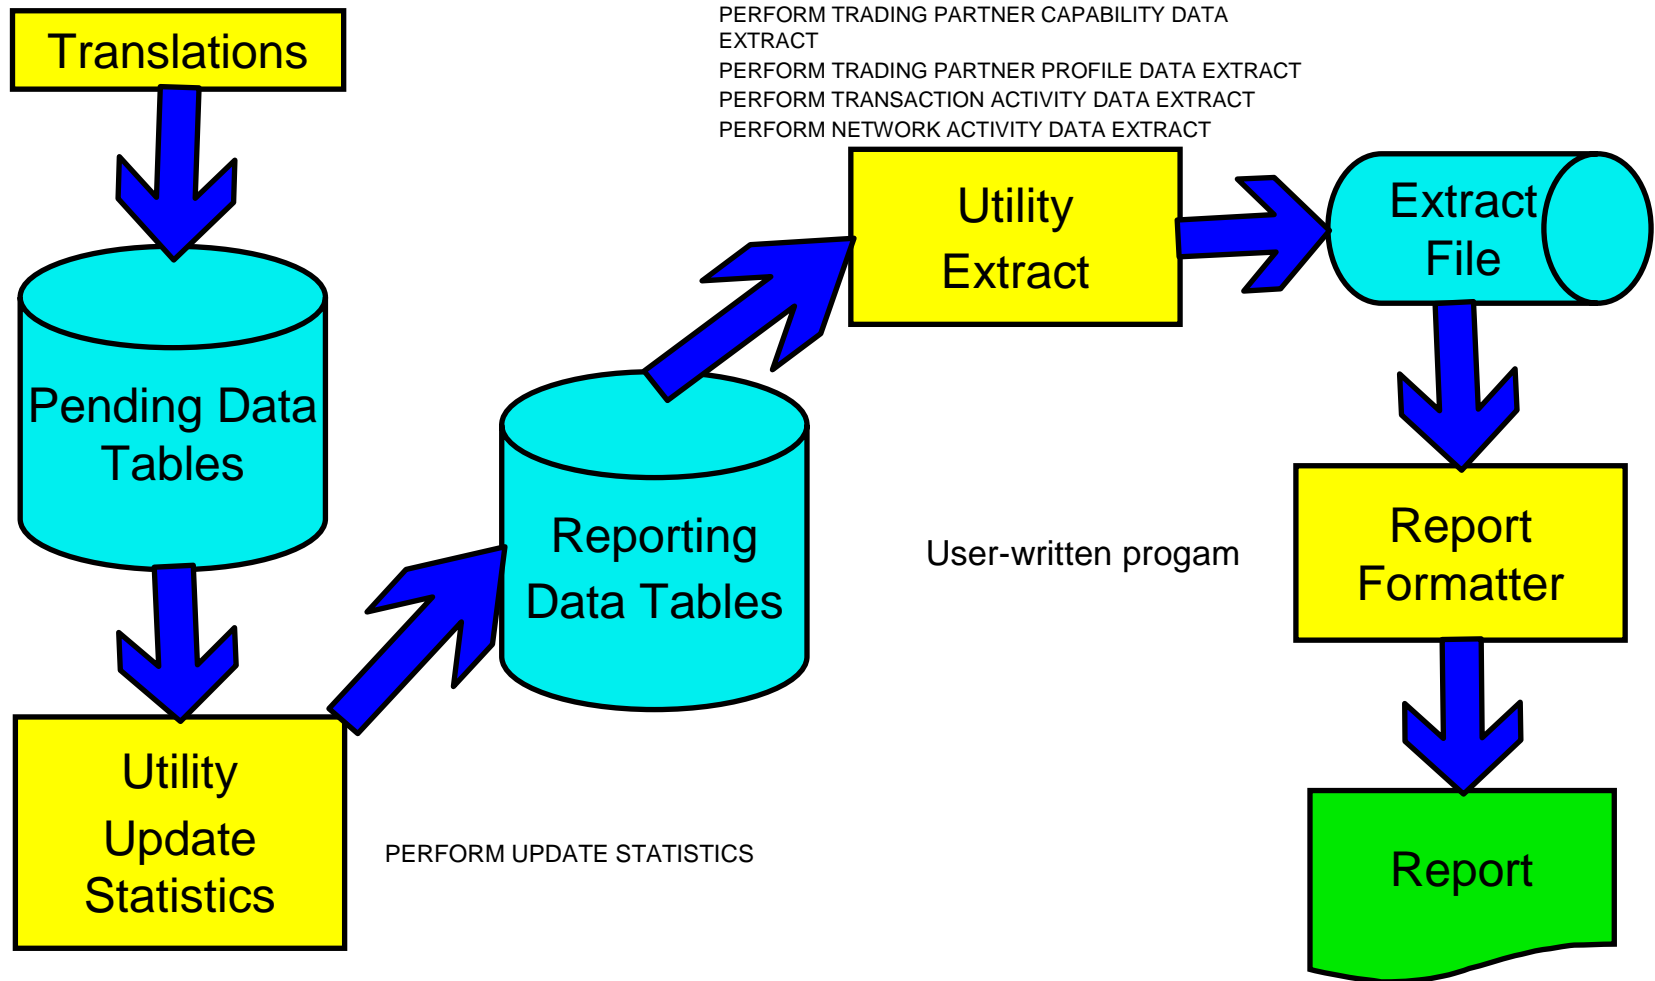 Translations
PERFORM TRADING PARTNER CAPABILITY DATA
EXTRACT
PERFORM TRADING PARTNER PROFILE DATA EXTRACT
PERFORM TRANSACTION ACTIVITY DATA EXTRACT
PERFORM NETWORK ACTIVITY DATA EXTRACT
Utility
Extract
Extract
File
Pending Data
Tables
Reporting
Data Tables
User-written progam
Report
Formatter
Utility
Update
Statistics
PERFORM UPDATE STATISTICS
Report